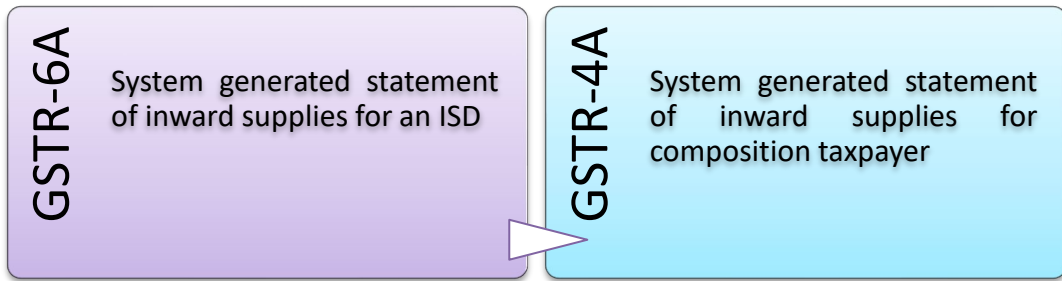 GSTR-6A
System generated statement
of inward supplies for an ISD
GSTR-4A
System generated statement
of inward supplies for
composition taxpayer